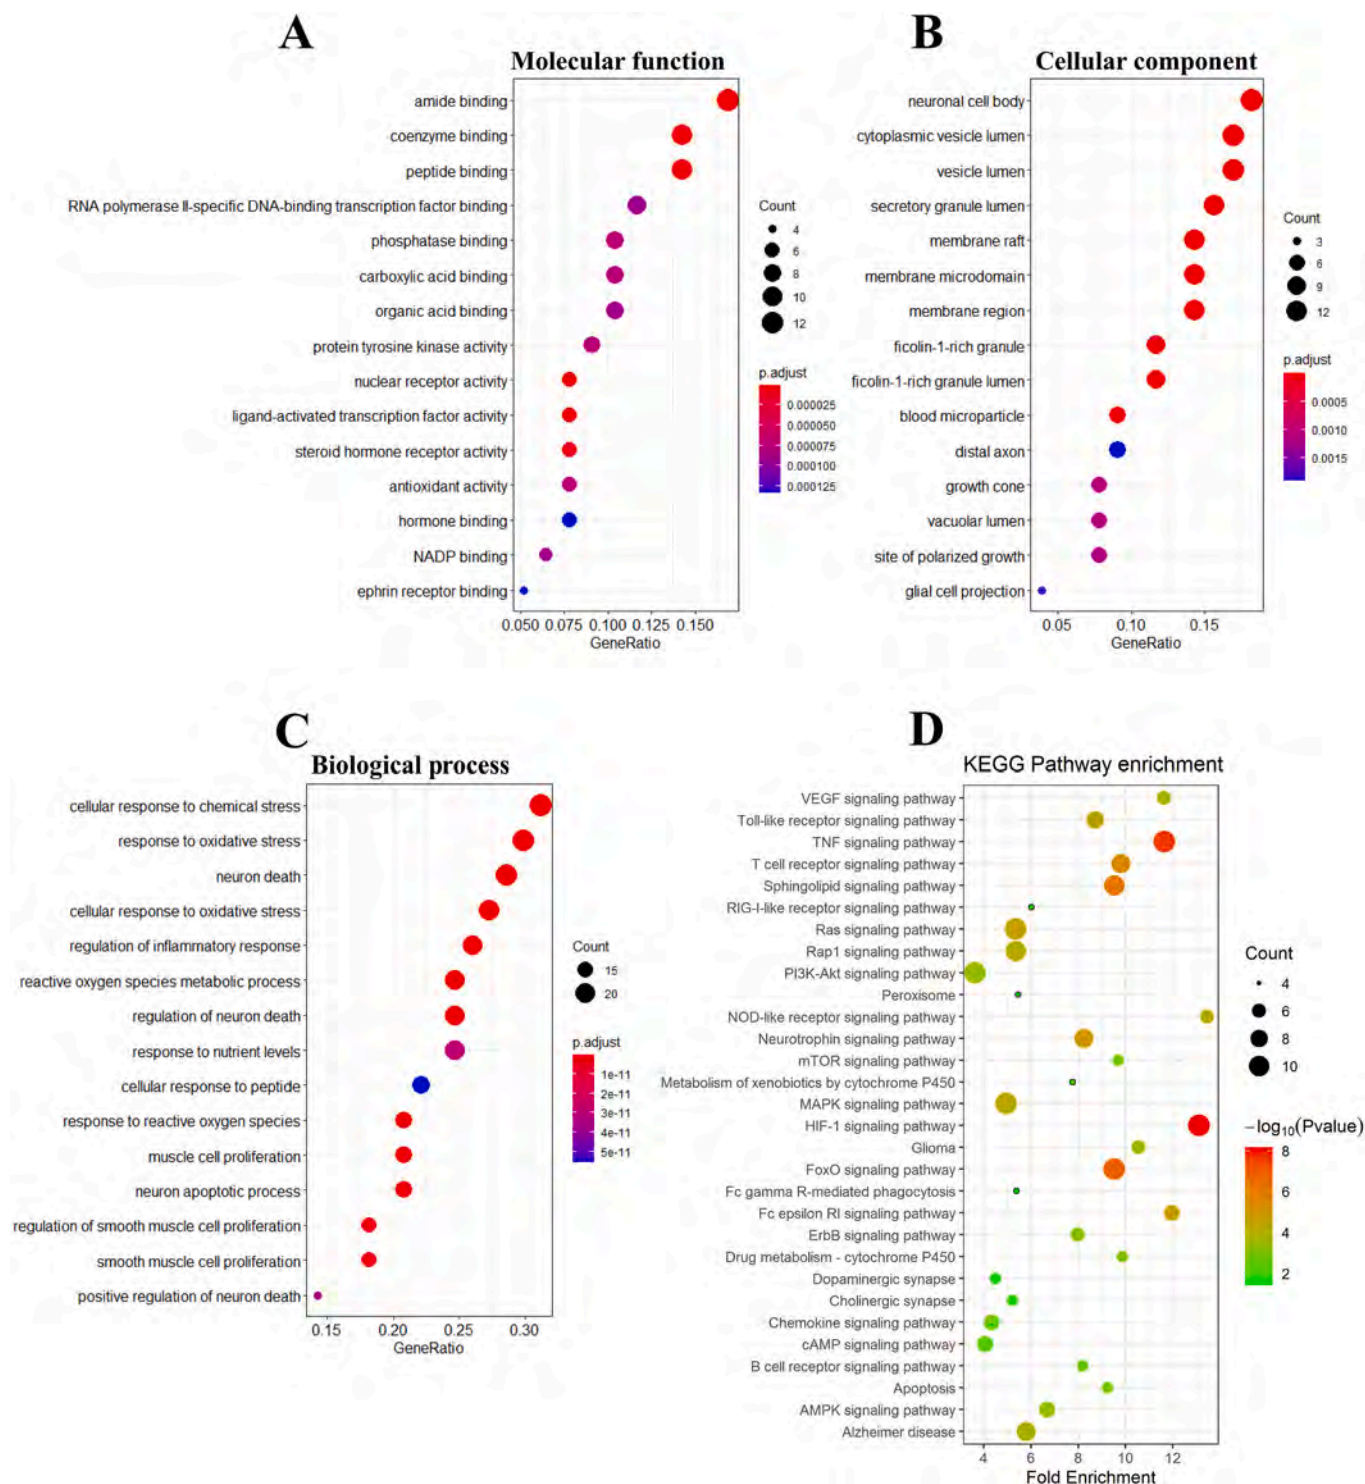 A
Molecular function
amide binding
coenzyme binding
peptide binding
RNA polymerase II-specific DNA-binding transcription factor binding
phosphatase binding
carboxylic acid binding
organic acid binding
protein tyrosine kinase activity
nuclear receptor activity
ligand-activated transcription factor activity
steroid hormone receptor activity
antioxidant activity
hormone binding
NADP binding
ephrin receptor binding
0.050 0.075 0.100 0.125 0.150
GeneRatio
Count
4
6
8
10
12
p.adjust
0.000025
0.000050
0.000075
0.000100
0.000125
B
Cellular component
neuronal cell body
cytoplasmic vesicle lumen
vesicle lumen
secretory granule lumen
membrane raft
membrane microdomain
membrane region
ficolin-1-rich granule
ficolin-1-rich granule lumen
blood microparticle
distal axon
growth cone
vacuolar lumen
site of polarized growth
glial cell projection
0.05 0.10 0.15
GeneRatio
Count
3
6
9
12
p.adjust
0.0005
0.0010
0.0015
C
Biological process
cellular response to chemical stress
response to oxidative stress
neuron death
cellular response to oxidative stress
regulation of inflammatory response
reactive oxygen species metabolic process
regulation of neuron death
response to nutrient levels
cellular response to peptide
response to reactive oxygen species
muscle cell proliferation
neuron apoptotic process
regulation of smooth muscle cell proliferation
smooth muscle cell proliferation
positive regulation of neuron death
0.15 0.20 0.25 0.30
GeneRatio
Count
15
20
p.adjust
1e-11
2e-11
3e-11
4e-11
5e-11
D
KEGG Pathway enrichment
VEGF signaling pathway
Toll-like receptor signaling pathway
TNF signaling pathway
T cell receptor signaling pathway
Sphingolipid signaling pathway
RIG-I-like receptor signaling pathway
Ras signaling pathway
Rap1 signaling pathway
PI3K-Akt signaling pathway
Peroxisome
NOD-like receptor signaling pathway
Neurotrophin signaling pathway
mTOR signaling pathway
Metabolism of xenobiotics by cytochrome P450
MAPK signaling pathway
HIF-1 signaling pathway
Glioma
FoxO signaling pathway
Fc gamma R-mediated phagocytosis
Fc epsilon RI signaling pathway
ErbB signaling pathway
Drug metabolism - cytochrome P450
Dopaminergic synapse
Cholinergic synapse
Chemokine signaling pathway
cAMP signaling pathway
B cell receptor signaling pathway
Apoptosis
AMPK signaling pathway
Alzheimer disease
4 6 8 10 12
Fold Enrichment
Count
4
6
8
10
−log10(Pvalue)
8
6
4
2